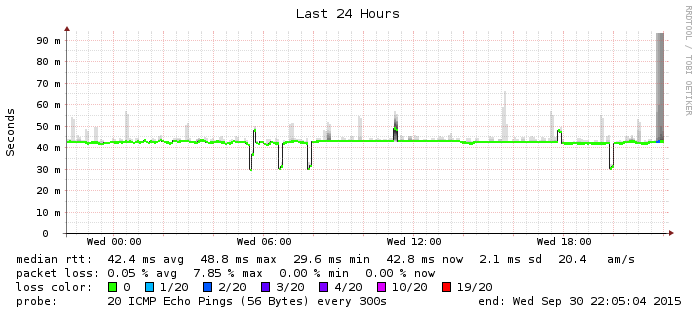 Last 24 Hours
RRDTOOL / TOBI OETIKER
Seconds
90 m
80 m
70 m
60 m
50 m
40 m
30 m
20 m
10 m
0
Wed 00:00 Wed 06:00 Wed 12:00 Wed 18:00
median rtt: 42.4 ms avg 48.8 ms max 29.6 ms min 42.8 ms now 2.1 ms sd 20.4 am/s
packet loss: 0.05 % avg 7.85 % max 0.00 % min 0.00 % now
loss color: 0 1/20 2/20 3/20 4/20 10/20 19/20
probe: 20 ICMP Echo Pings (56 Bytes) every 300s end: Wed Sep 30 22:05:04 2015